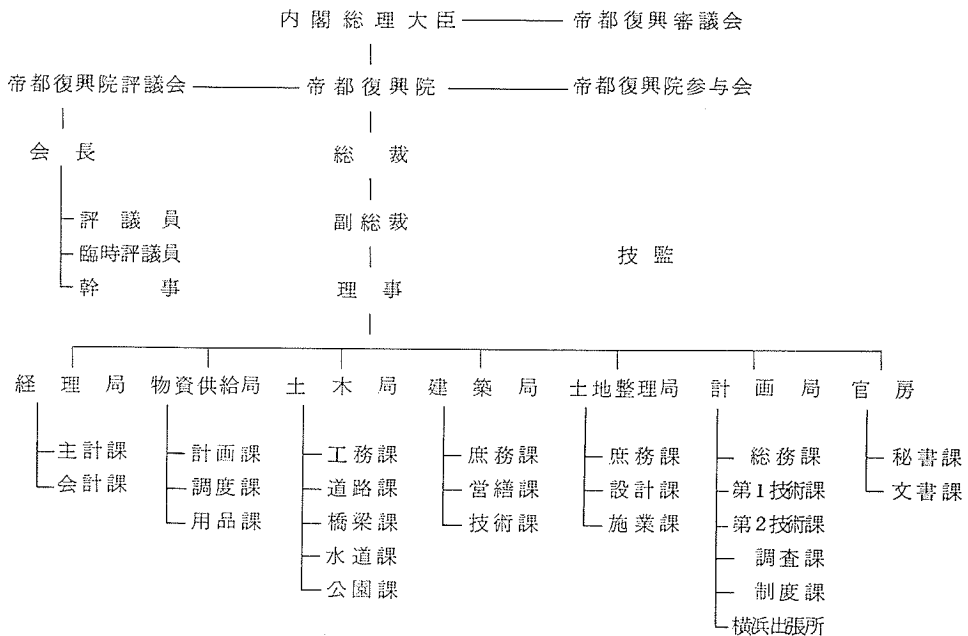 内閣総理大臣 帝都復興審議会
帝都復興院評議会 帝都復興院 帝都復興院参与会
会長 総裁
評議員 副総裁
臨時評議員 技監
幹事 理事
経理局 物資供給局 土木局 建築局 土地整理局 計画局 官房
主計課 計画課 工務課 庶務課 庶務課 総務課 秘書課
会計課 調度課 道路課 営繕課 設計課 第1技術課 文書課
用品課 橋梁課 技術課 施業課 第2技術課
水道課 調査課
公園課 制度課
横浜出張所